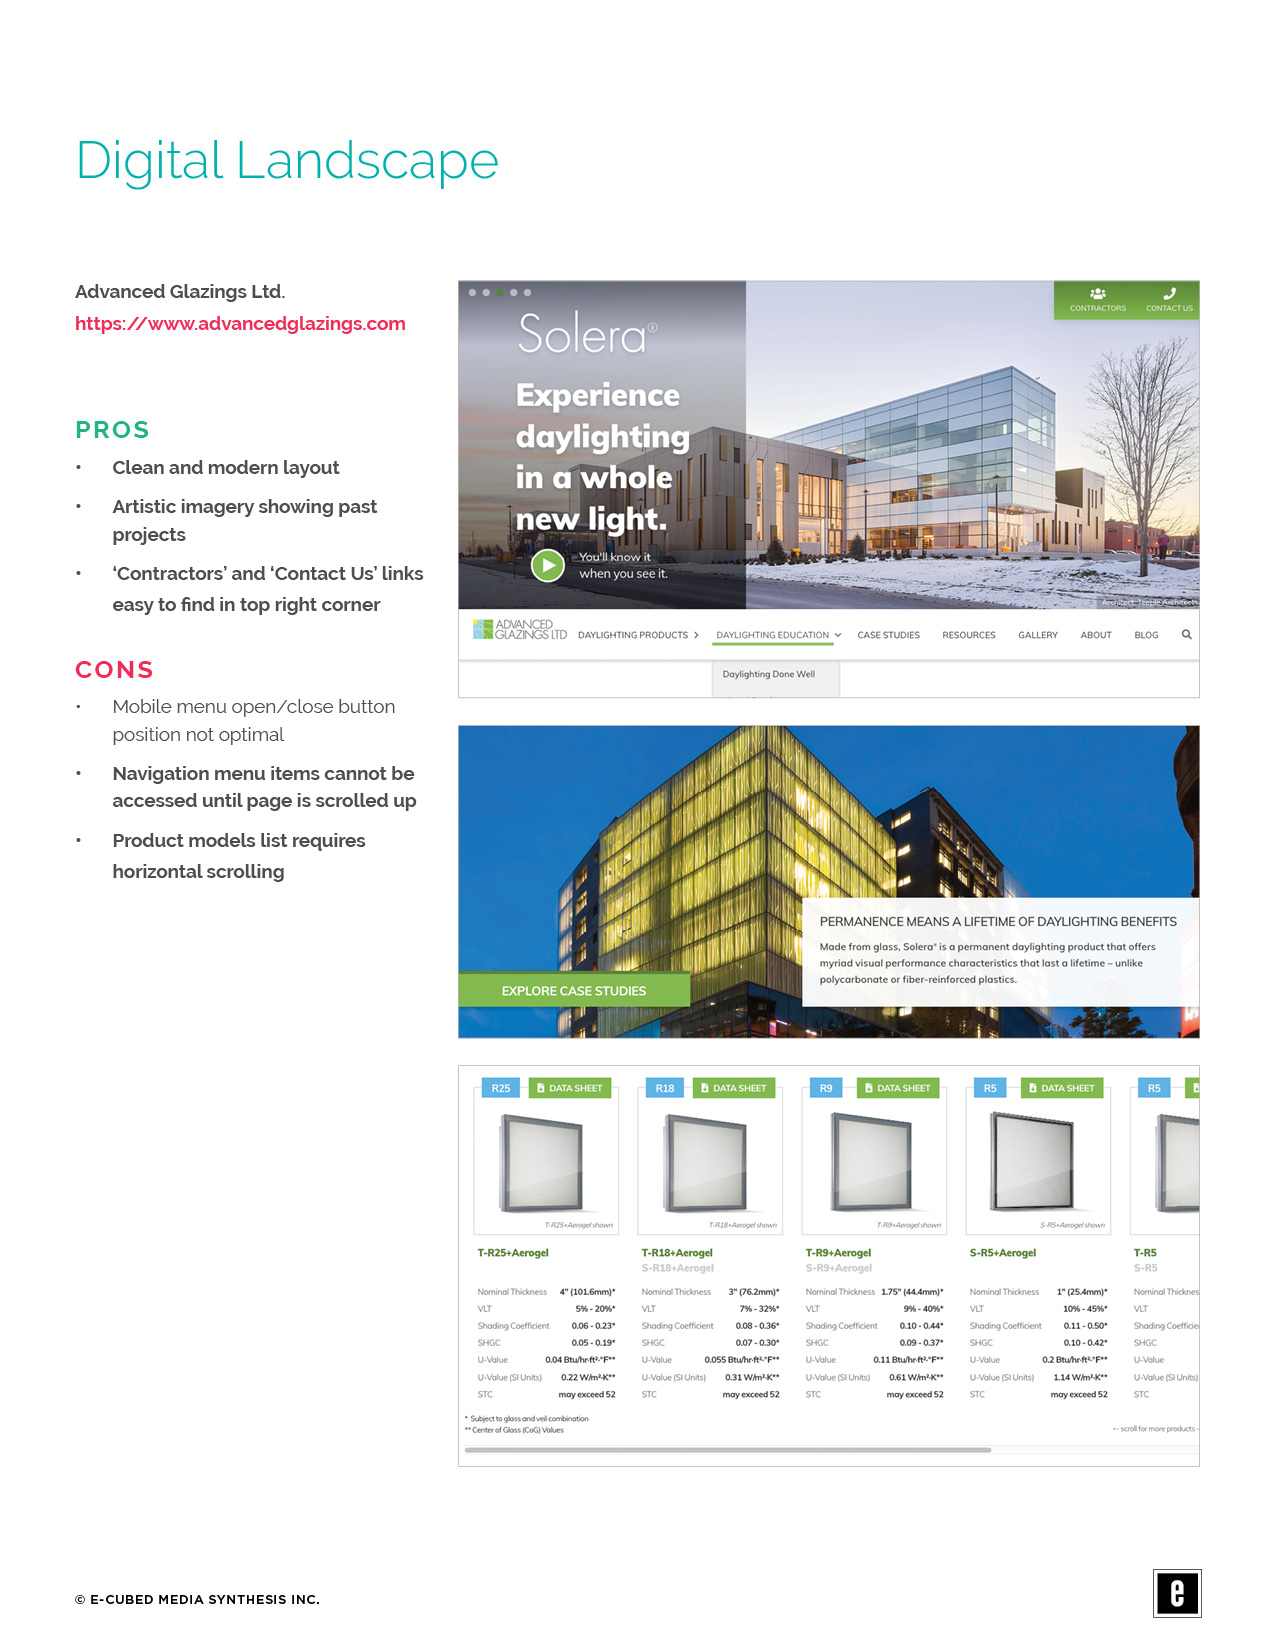 Digital Landscape
Advanced Glazings Ltd.
https://www.advancedglazings.com
PROS
• Clean and modern layout
• Artistic imagery showing past
projects
• ‘Contractors’ and ‘Contact Us’ links
easy to find in top right corner
CONS
• Mobile menu open/close button
position not optimal
• Navigation menu items cannot be
accessed until page is scrolled up
• Product models list requires
horizontal scrolling
CONTRACTORS CONTACT US
Solera®
Experience
daylighting
in a whole
new light.
You'll know it
when you see it.
Architect: Teeple Architects
ADVANCED
GLAZINGS LTD
DAYLIGHTING PRODUCTS DAYLIGHTING EDUCATION CASE STUDIES RESOURCES GALLERY ABOUT BLOG
Daylighting Done Well
PERMANENCE MEANS A LIFETIME OF DAYLIGHTING BENEFITS
Made from glass, Solera® is a permanent daylighting product that offers
myriad visual performance characteristics that last a lifetime – unlike
polycarbonate or fiber-reinforced plastics.
EXPLORE CASE STUDIES
R25 DATA SHEET R18 DATA SHEET R9 DATA SHEET R5 DATA SHEET R5
T-R25+Aerogel shown T-R18+Aerogel shown T-R9+Aerogel shown S-R5+Aerogel shown
T-R25+Aerogel T-R18+Aerogel T-R9+Aerogel S-R5+Aerogel T-R5
S-R18+Aerogel S-R9+Aerogel S-R5
Nominal Thickness 4" (101.6mm)* Nominal Thickness 3" (76.2mm)* Nominal Thickness 1.75" (44.4mm)* Nominal Thickness 1" (25.4mm)* Nominal Thicknes
VLT 5% - 20%* VLT 7% - 32%* VLT 9% - 40%* VLT 10% - 45%* VLT
Shading Coefficient 0.06 - 0.23* Shading Coefficient 0.08 - 0.36* Shading Coefficient 0.10 - 0.44* Shading Coefficient 0.11 - 0.50* Shading Coefficie
SHGC 0.05 - 0.19* SHGC 0.07 - 0.30* SHGC 0.09 - 0.37* SHGC 0.10 - 0.42* SHGC
U-Value 0.04 Btu/hr·ft²·°F** U-Value 0.055 Btu/hr·ft²·°F** U-Value 0.11 Btu/hr·ft²·°F** U-Value 0.2 Btu/hr·ft²·°F** U-Value
U-Value (SI Units) 0.22 W/m²·K** U-Value (SI Units) 0.31 W/m²·K** U-Value (SI Units) 0.61 W/m²·K** U-Value (SI Units) 1.14 W/m²·K** U-Value (SI Units)
STC may exceed 52 STC may exceed 52 STC may exceed 52 STC may exceed 52 STC
* Subject to glass and veil combination
** Center of Glass (CoG) Values
<- scroll for more products -
© E-CUBED MEDIA SYNTHESIS INC.
e